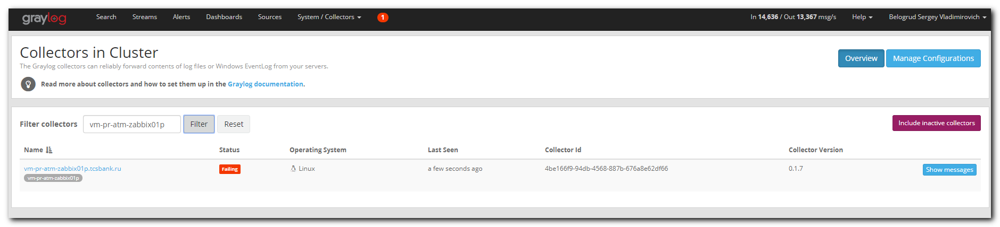 graylog Search Streams Alerts Dashboards Sources System / Collectors 1 In 14,636 / Out 13,367 msg/s Help Belogrud Sergey Vladimirovich
Collectors in Cluster
Overview Manage Configurations
The Graylog collectors can reliably forward contents of log files or Windows EventLog from your servers.
Read more about collectors and how to set them up in the Graylog documentation.
Filter collectors vm-pr-atm-zabbix01p Filter Reset Include inactive collectors
Name Status Operating System Last Seen Collector Id Collector Version
vm-pr-atm-zabbix01p.tcsbank.ru Failing Linux a few seconds ago 4be166f9-94db-4568-887b-676a8e62df66 0.1.7 Show messages
vm-pr-atm-zabbix01p